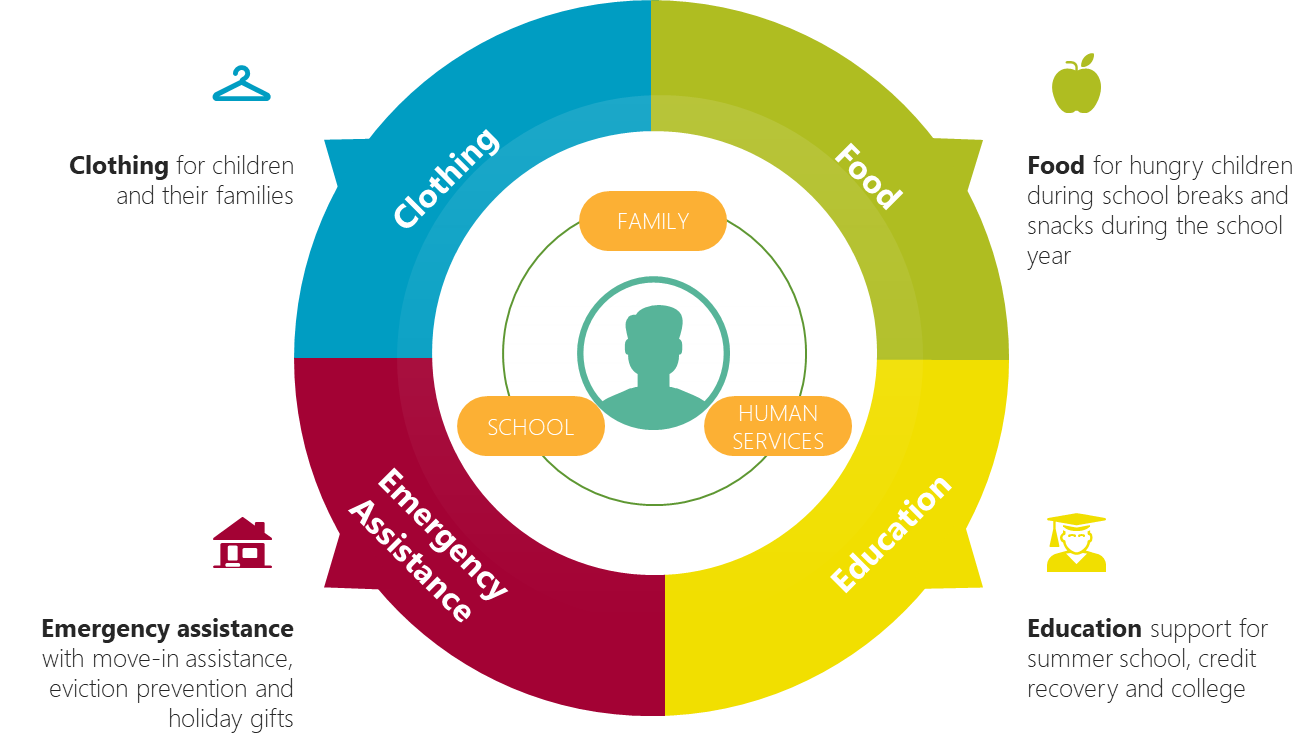 Clothing for children
and their families
Clothing
Food
Food for hungry children
during school breaks and
snacks during the school
year
FAMILY
SCHOOL
HUMAN
SERVICES
Emergency
Assistance
Education
Emergency assistance
with move-in assistance,
eviction prevention and
holiday gifts
Education support for
summer school, credit
recovery and college